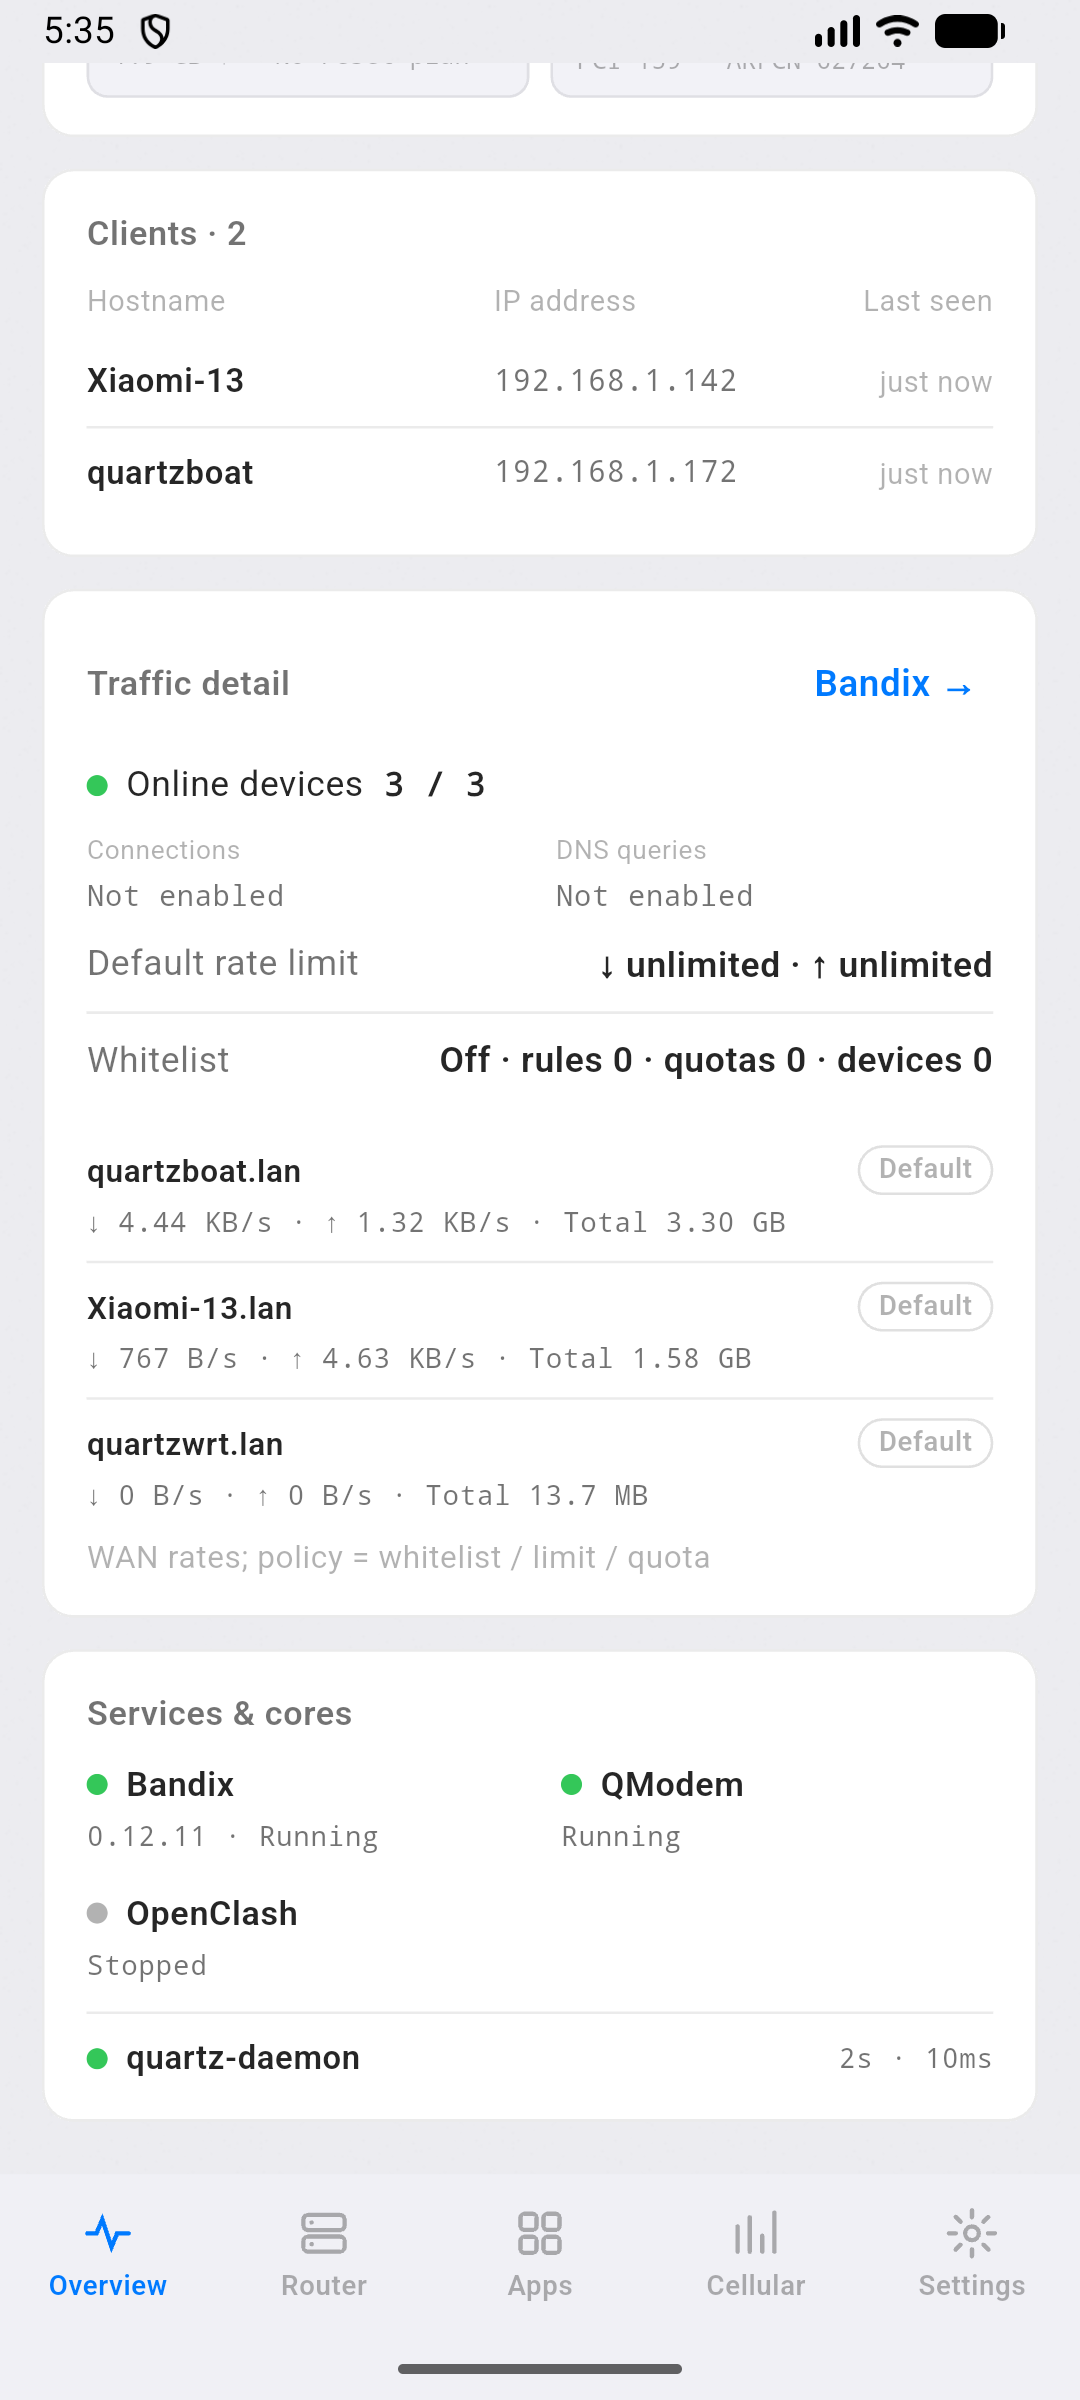 5:35
Clients · 2
Hostname IP address Last seen
Xiaomi-13 192.168.1.142 just now
quartzboat 192.168.1.172 just now
Traffic detail Bandix →
Online devices 3 / 3
Connections DNS queries
Not enabled Not enabled
Default rate limit ↓ unlimited · ↑ unlimited
Whitelist Off · rules 0 · quotas 0 · devices 0
quartzboat.lan Default
↓ 4.44 KB/s · ↑ 1.32 KB/s · Total 3.30 GB
Xiaomi-13.lan Default
↓ 767 B/s · ↑ 4.63 KB/s · Total 1.58 GB
quartzwrt.lan Default
↓ 0 B/s · ↑ 0 B/s · Total 13.7 MB
WAN rates; policy = whitelist / limit / quota
Services & cores
Bandix QModem
0.12.11 · Running Running
OpenClash
Stopped
quartz-daemon 2s · 10ms
Overview Router Apps Cellular Settings